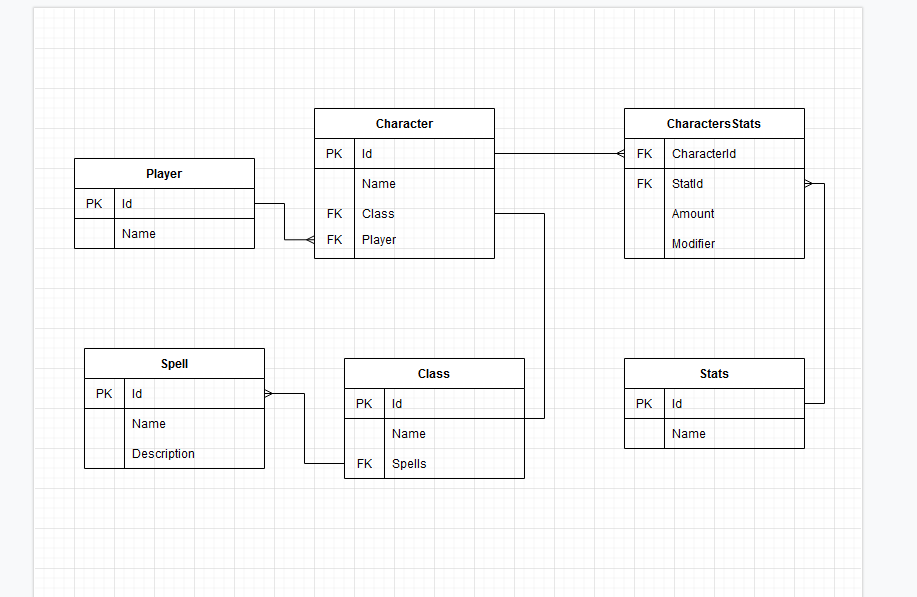 Player
PK Id
Name
Character
PK Id
Name
FK Class
FK Player
CharactersStats
FK CharacterId
FK StatId
Amount
Modifier
Spell
PK Id
Name
Description
Class
PK Id
Name
FK Spells
Stats
PK Id
Name